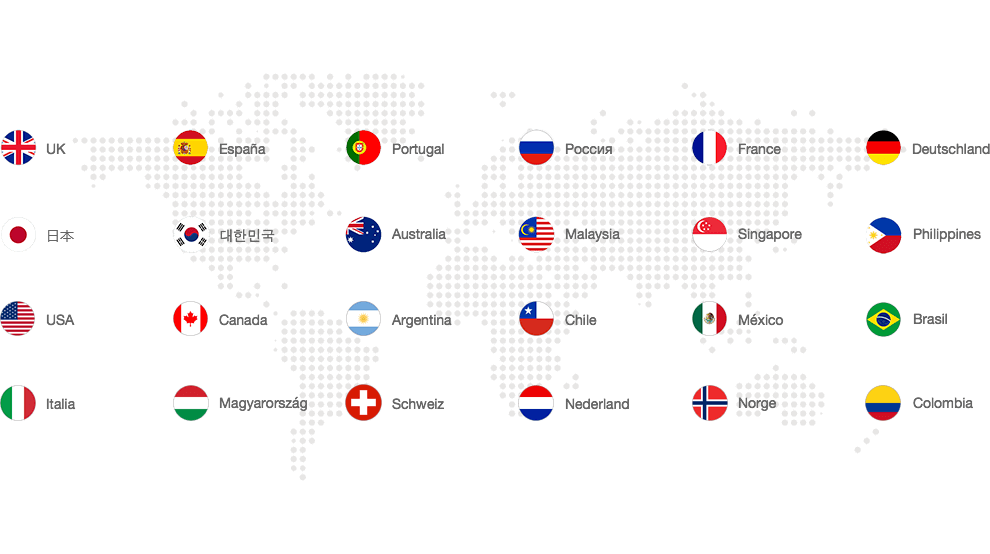 UK
España
Portugal
Россия
France
Deutschland
日本
대한민국
Australia
Malaysia
Singapore
Philippines
USA
Canada
Argentina
Chile
México
Brasil
Italia
Magyarország
Schweiz
Nederland
Norge
Colombia